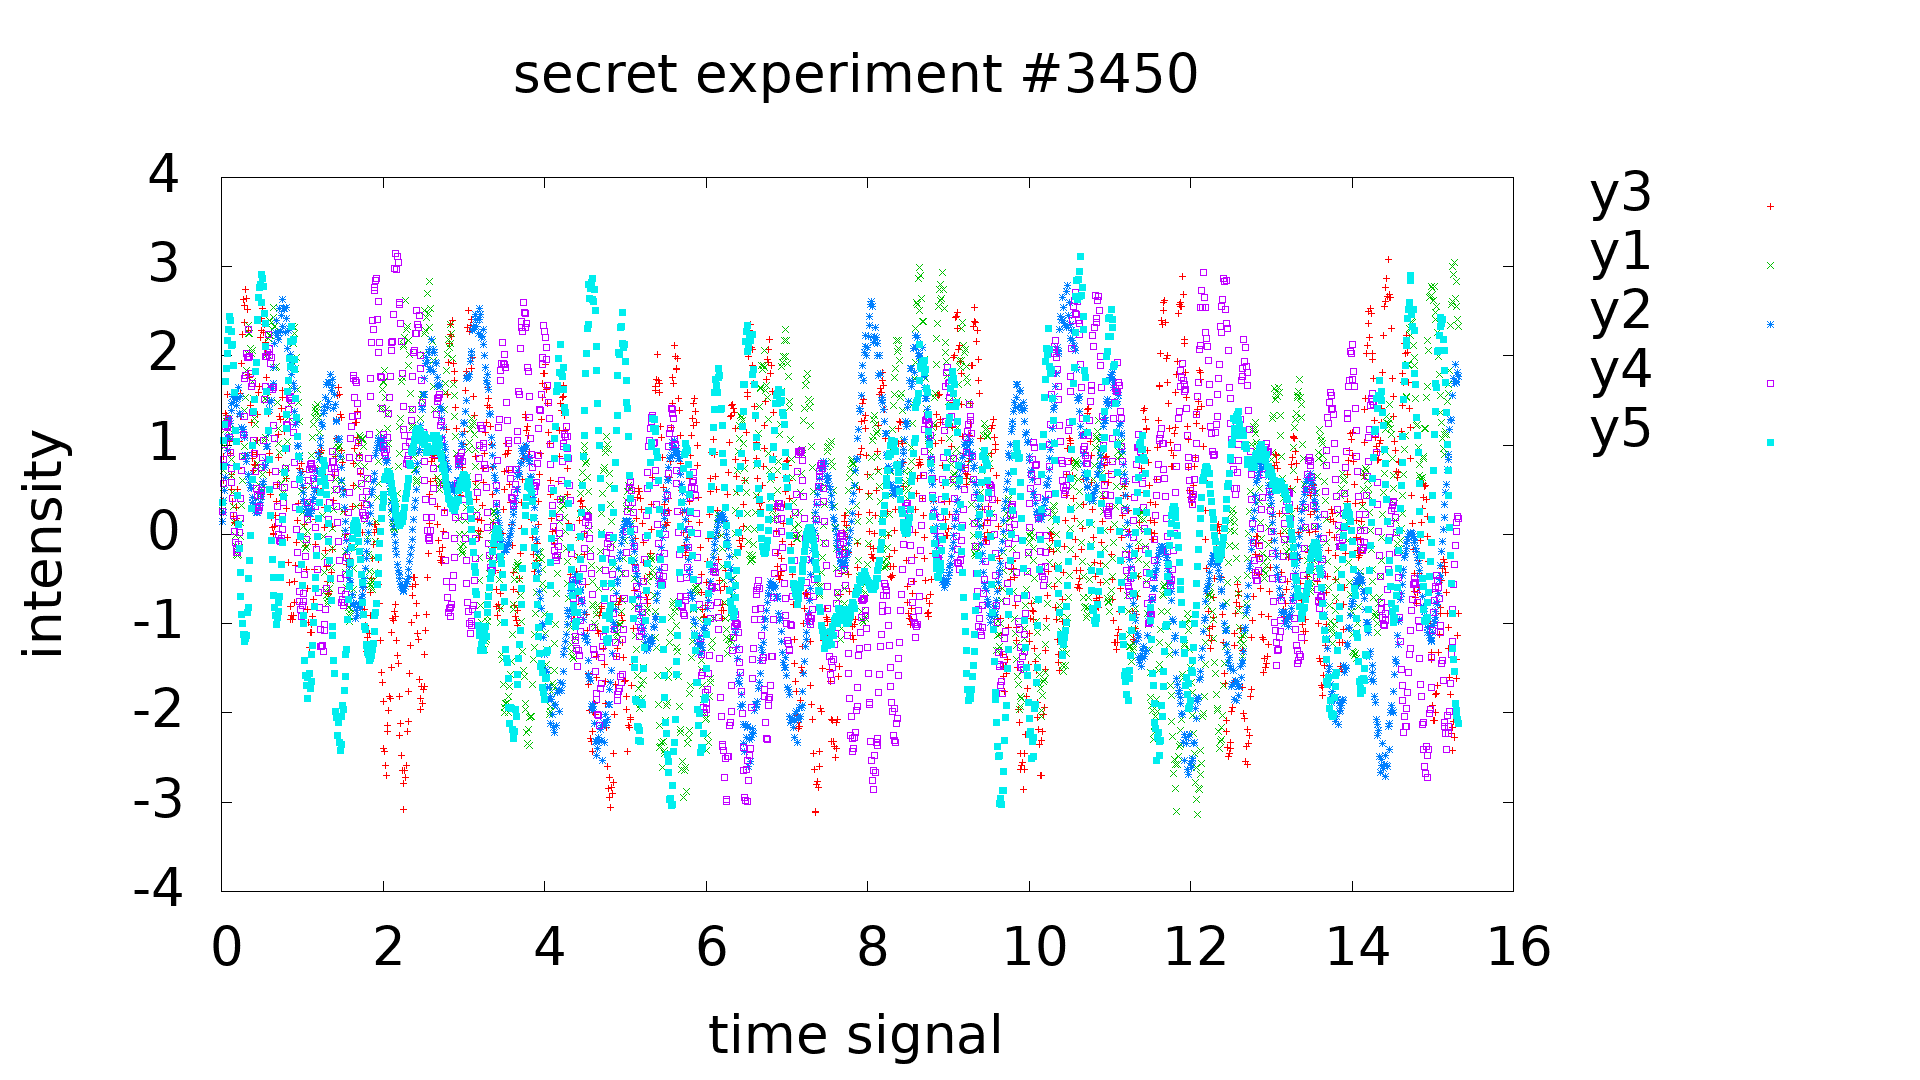 secret experiment #3450
4
3
2
1
0
-1
-2
-3
-4
0 2 4 6 8 10 12 14 16
intensity
time signal
y3
y1
y2
y4
y5